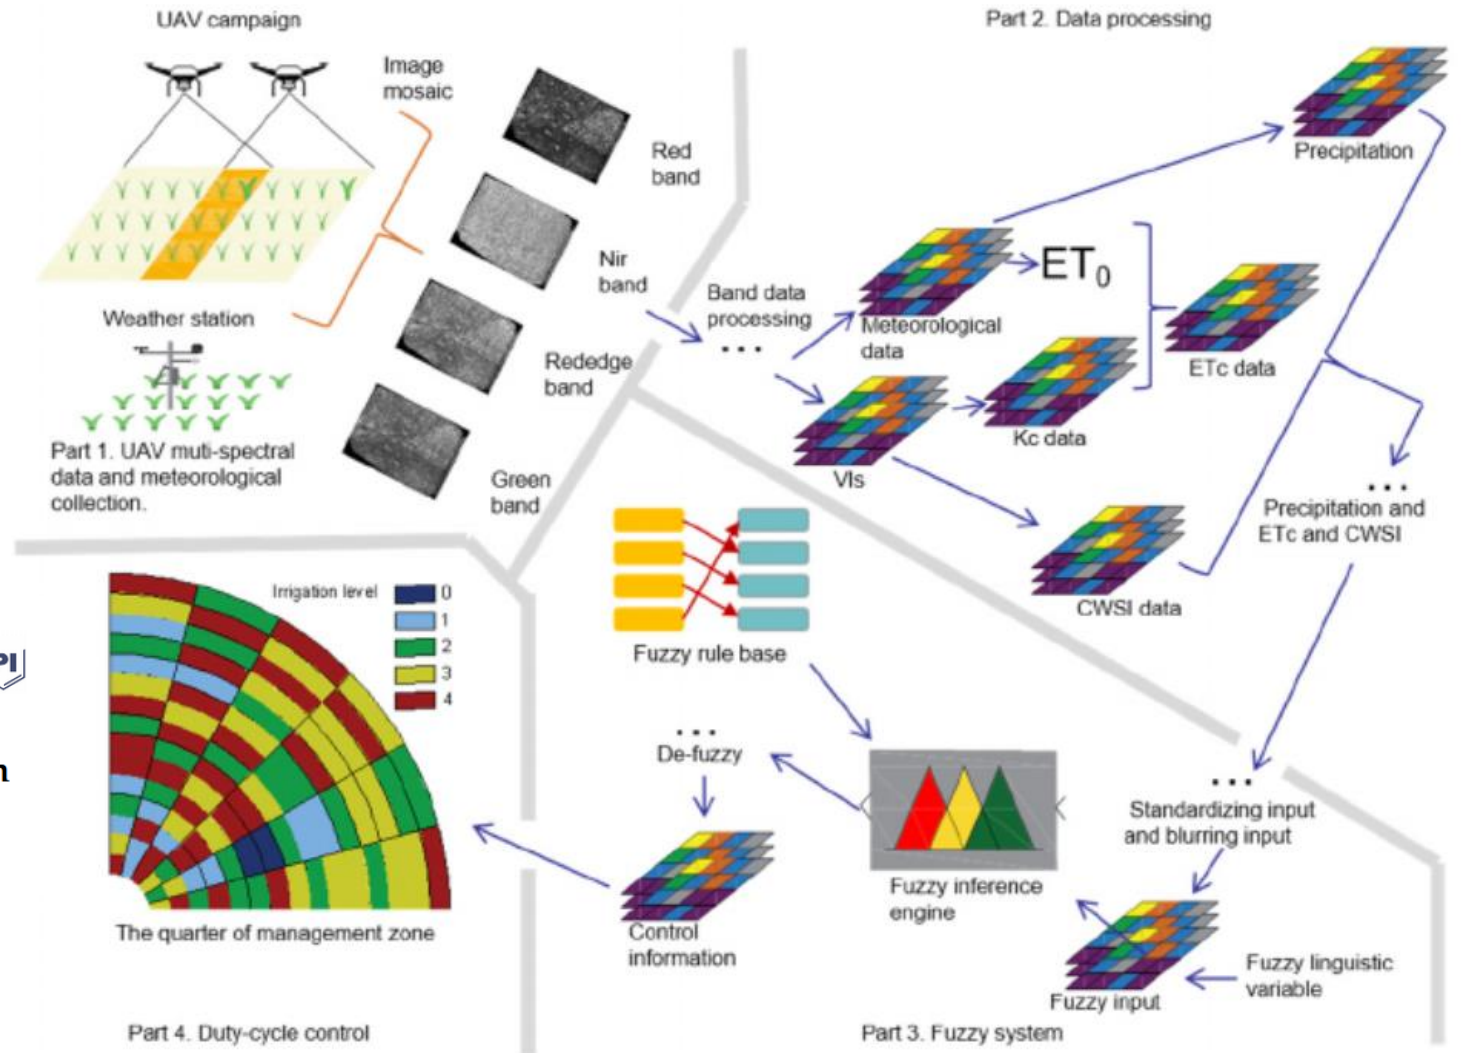 UAV campaign
Image
mosaic
Red
band
Nir
band
Rededge
band
Green
band
Weather station
Part 1. UAV muti-spectral
data and meteorological
collection.
Part 2. Data processing
Band data
processing
...
Meteorological
data
VIs
ET0
Kc data
ETc data
Precipitation
CWSI data
...
Precipitation and
ETc and CWSI
...
Standardizing input
and blurring input
Fuzzy linguistic
variable
Fuzzy input
Fuzzy rule base
Fuzzy inference
engine
...
De-fuzzy
Control
information
Part 3. Fuzzy system
Irrigation level
0
1
2
3
4
The quarter of management zone
Part 4. Duty-cycle control
PI
n